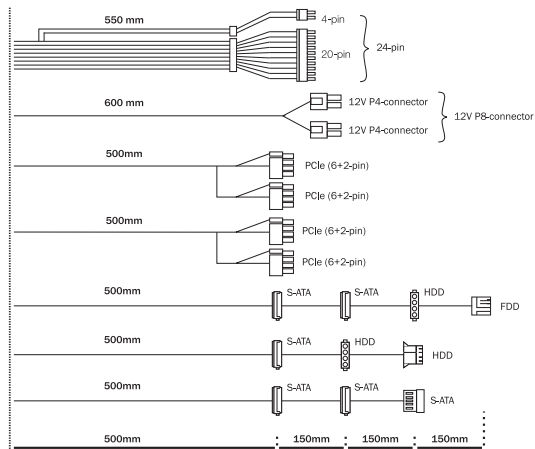 550 mm
4-pin
20-pin
24-pin
600 mm
12V P4-connector
12V P4-connector
12V P8-connector
500mm
PCIe (6+2-pin)
PCIe (6+2-pin)
500mm
PCIe (6+2-pin)
PCIe (6+2-pin)
500mm S-ATA S-ATA HDD FDD
500mm S-ATA HDD HDD
500mm S-ATA S-ATA S-ATA
500mm 150mm 150mm 150mm